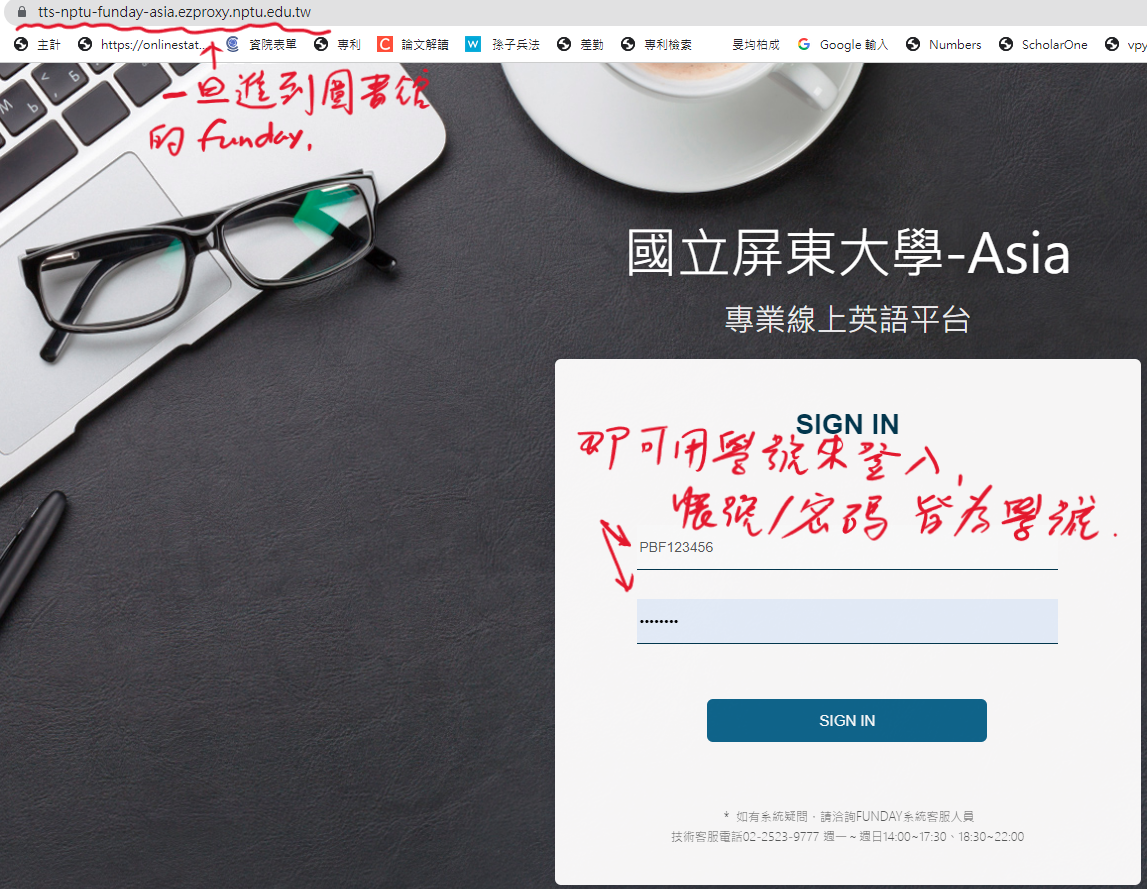 tts-nptu-funday-asia.ezproxy.nptu.edu.tw
主計 https://onlinestat... 資院表單 專利 論文解讀 孫子兵法 差勤 專利檢索 旻均柏成 Google 輸入 Numbers ScholarOne vpy
一旦進到圖書館
的 funday,
國立屏東大學-Asia
專業線上英語平台
SIGN IN
即可用學號來登入,
帳號/密碼 皆為學號.
PBF123456
••••••••
SIGN IN
* 如有系統疑問,請洽詢FUNDAY系統客服人員
技術客服電話02-2523-9777 週一~週日14:00~17:30、18:30~22:00